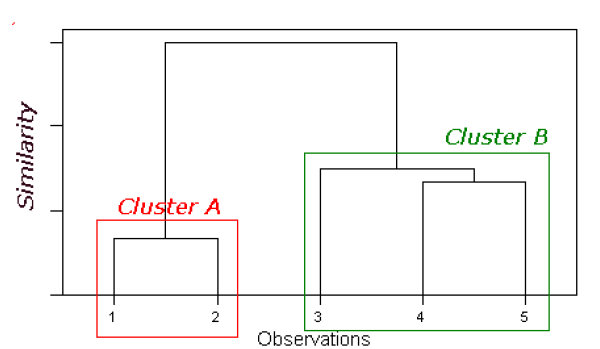 Cluster B
Similarity
Cluster A
1 2 3 4 5
Observations